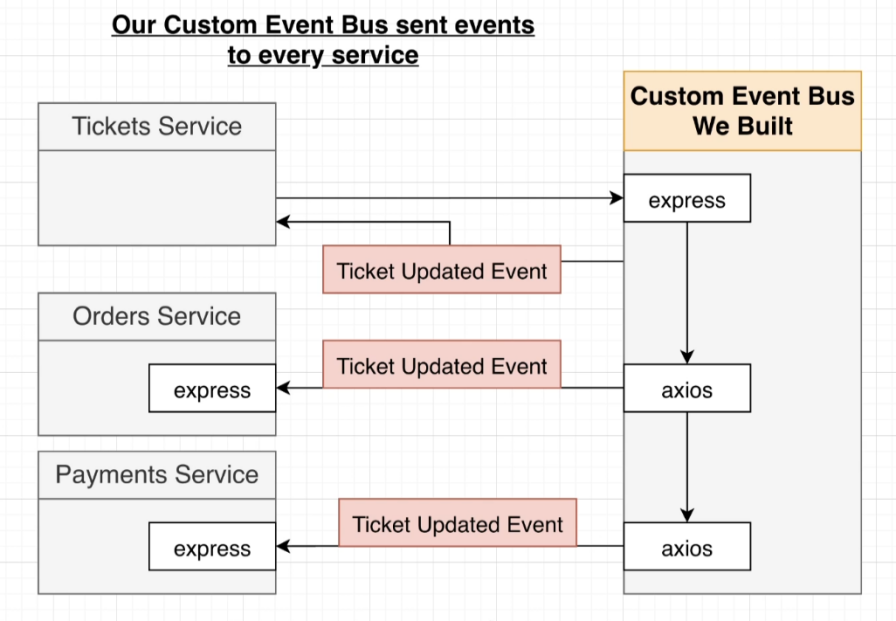 Our Custom Event Bus sent events
to every service
Custom Event Bus
We Built
Tickets Service
express
Ticket Updated Event
Orders Service
Ticket Updated Event
express
axios
Payments Service
Ticket Updated Event
express
axios